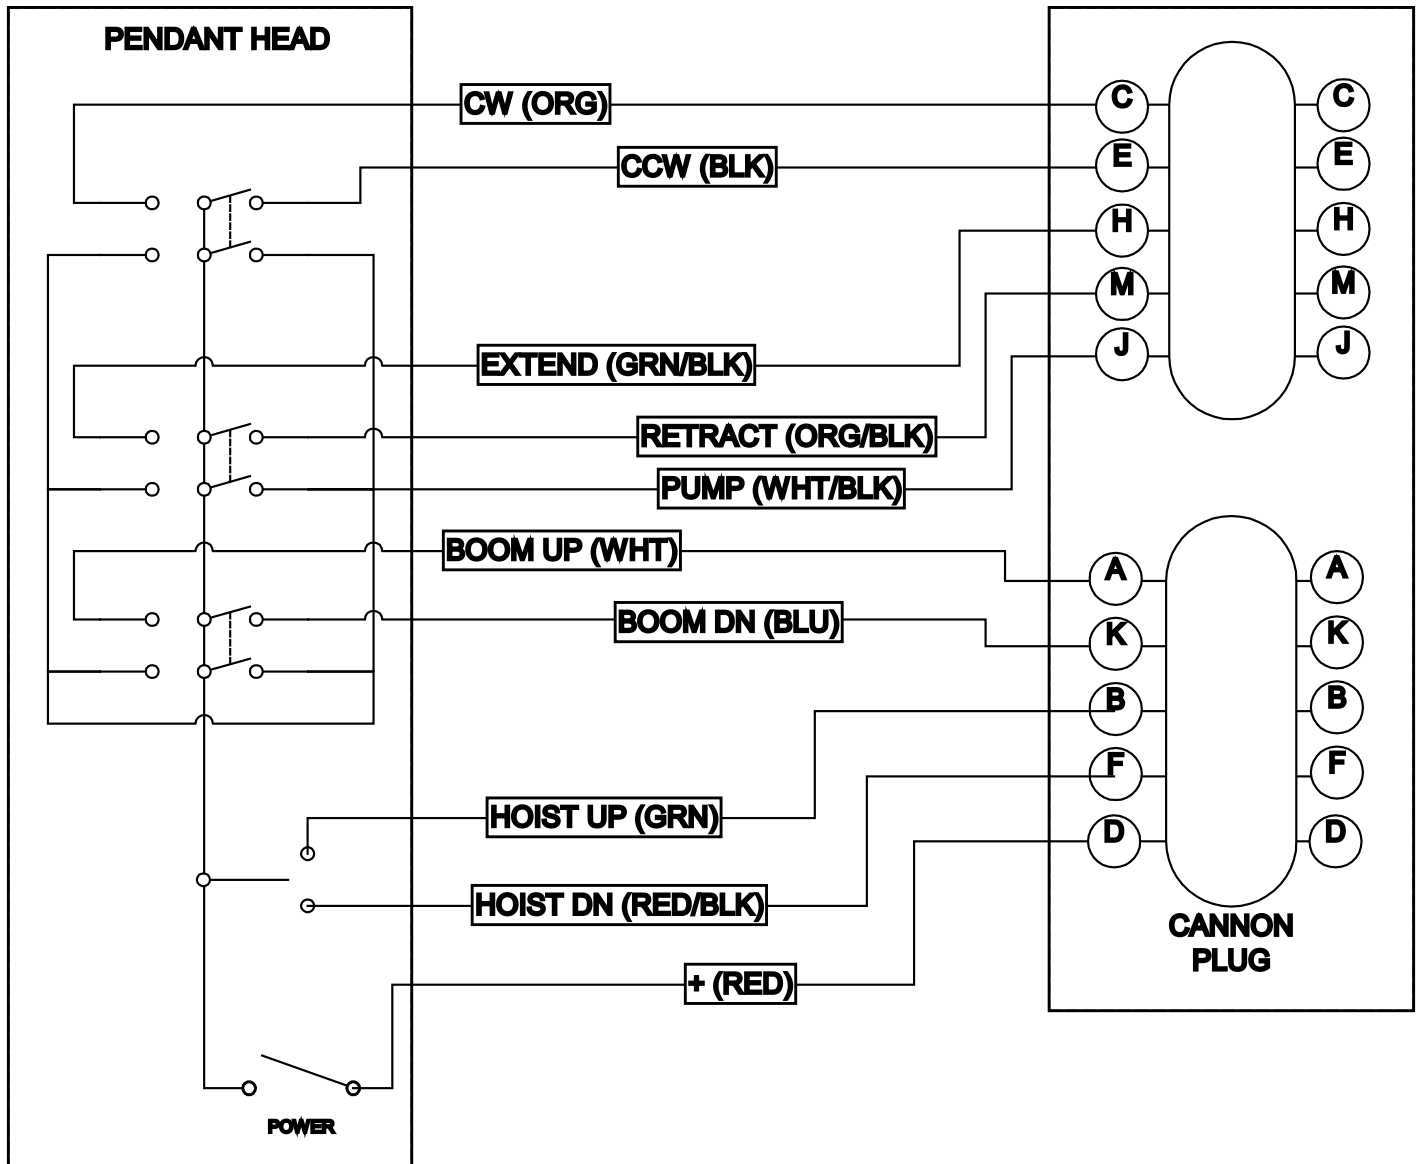 PENDANT HEAD
CW (ORG)
CCW (BLK)
EXTEND (GRN/BLK)
RETRACT (ORG/BLK)
PUMP (WHT/BLK)
BOOM UP (WHT)
BOOM DN (BLU)
HOIST UP (GRN)
HOIST DN (RED/BLK)
+ (RED)
POWER
C C
E E
H H
M M
J J
A A
K K
B B
F F
D D
CANNON
PLUG